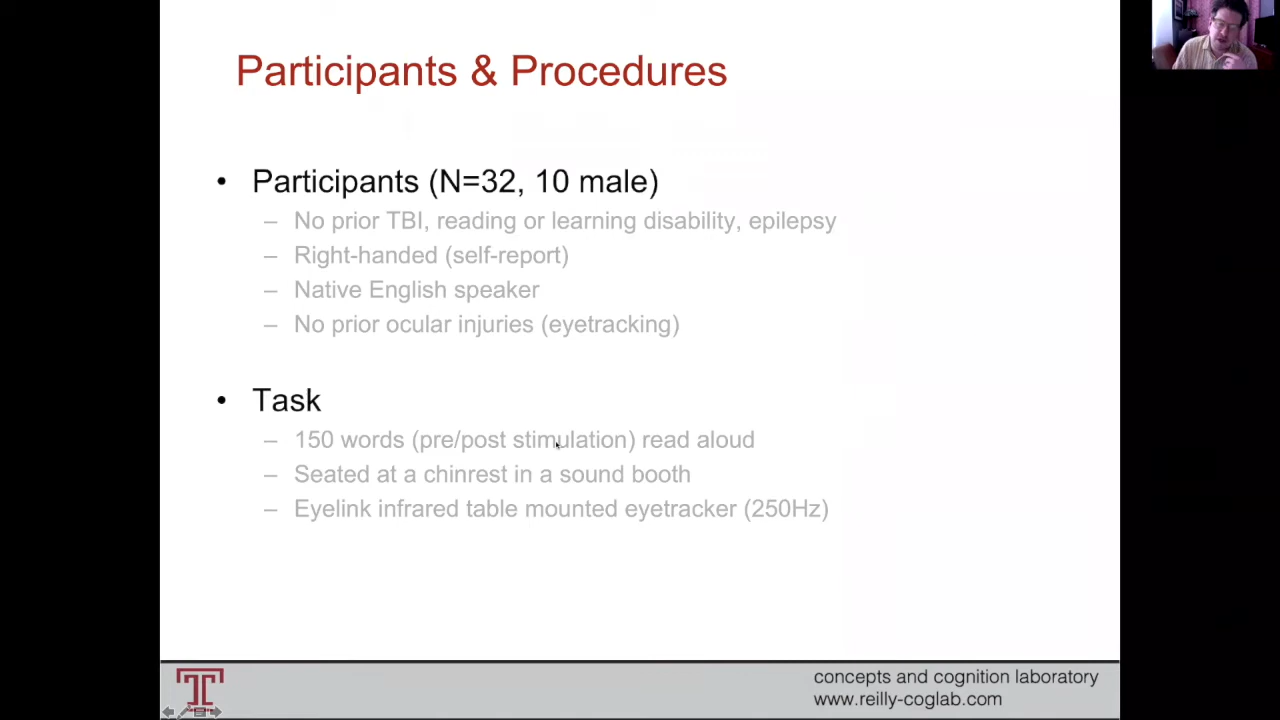 Participants & Procedures
• Participants (N=32, 10 male)
– No prior TBI, reading or learning disability, epilepsy
– Right-handed (self-report)
– Native English speaker
– No prior ocular injuries (eyetracking)
• Task
– 150 words (pre/post stimulation) read aloud
– Seated at a chinrest in a sound booth
– Eyelink infrared table mounted eyetracker (250Hz)
T
concepts and cognition laboratory
www.reilly-coglab.com